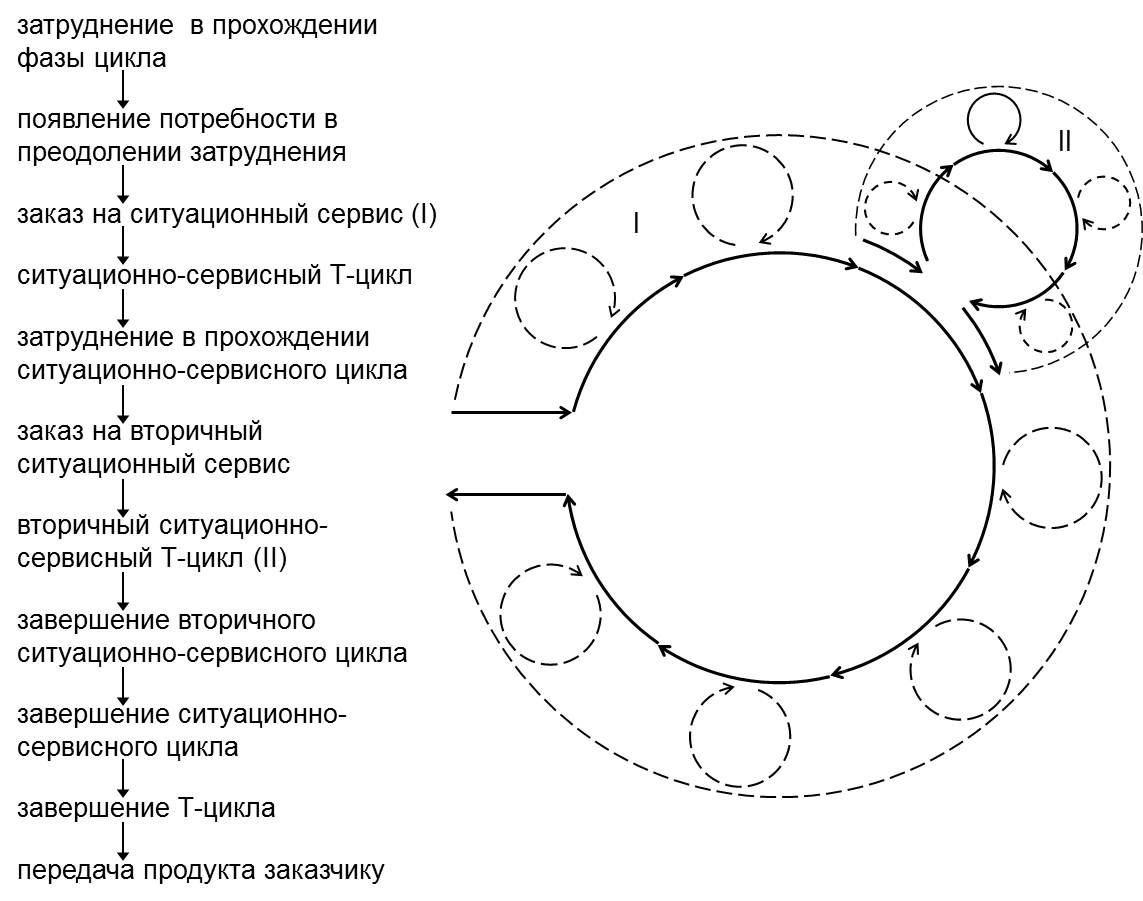 затруднение в прохождении
фазы цикла
появление потребности в
преодолении затруднения
заказ на ситуационный сервис (I)
ситуационно-сервисный Т-цикл
затруднение в прохождении
ситуационно-сервисного цикла
заказ на вторичный
ситуационный сервис
вторичный ситуационно-
сервисный Т-цикл (II)
завершение вторичного
ситуационно-сервисного цикла
завершение ситуационно-
сервисного цикла
завершение Т-цикла
передача продукта заказчику
I
II